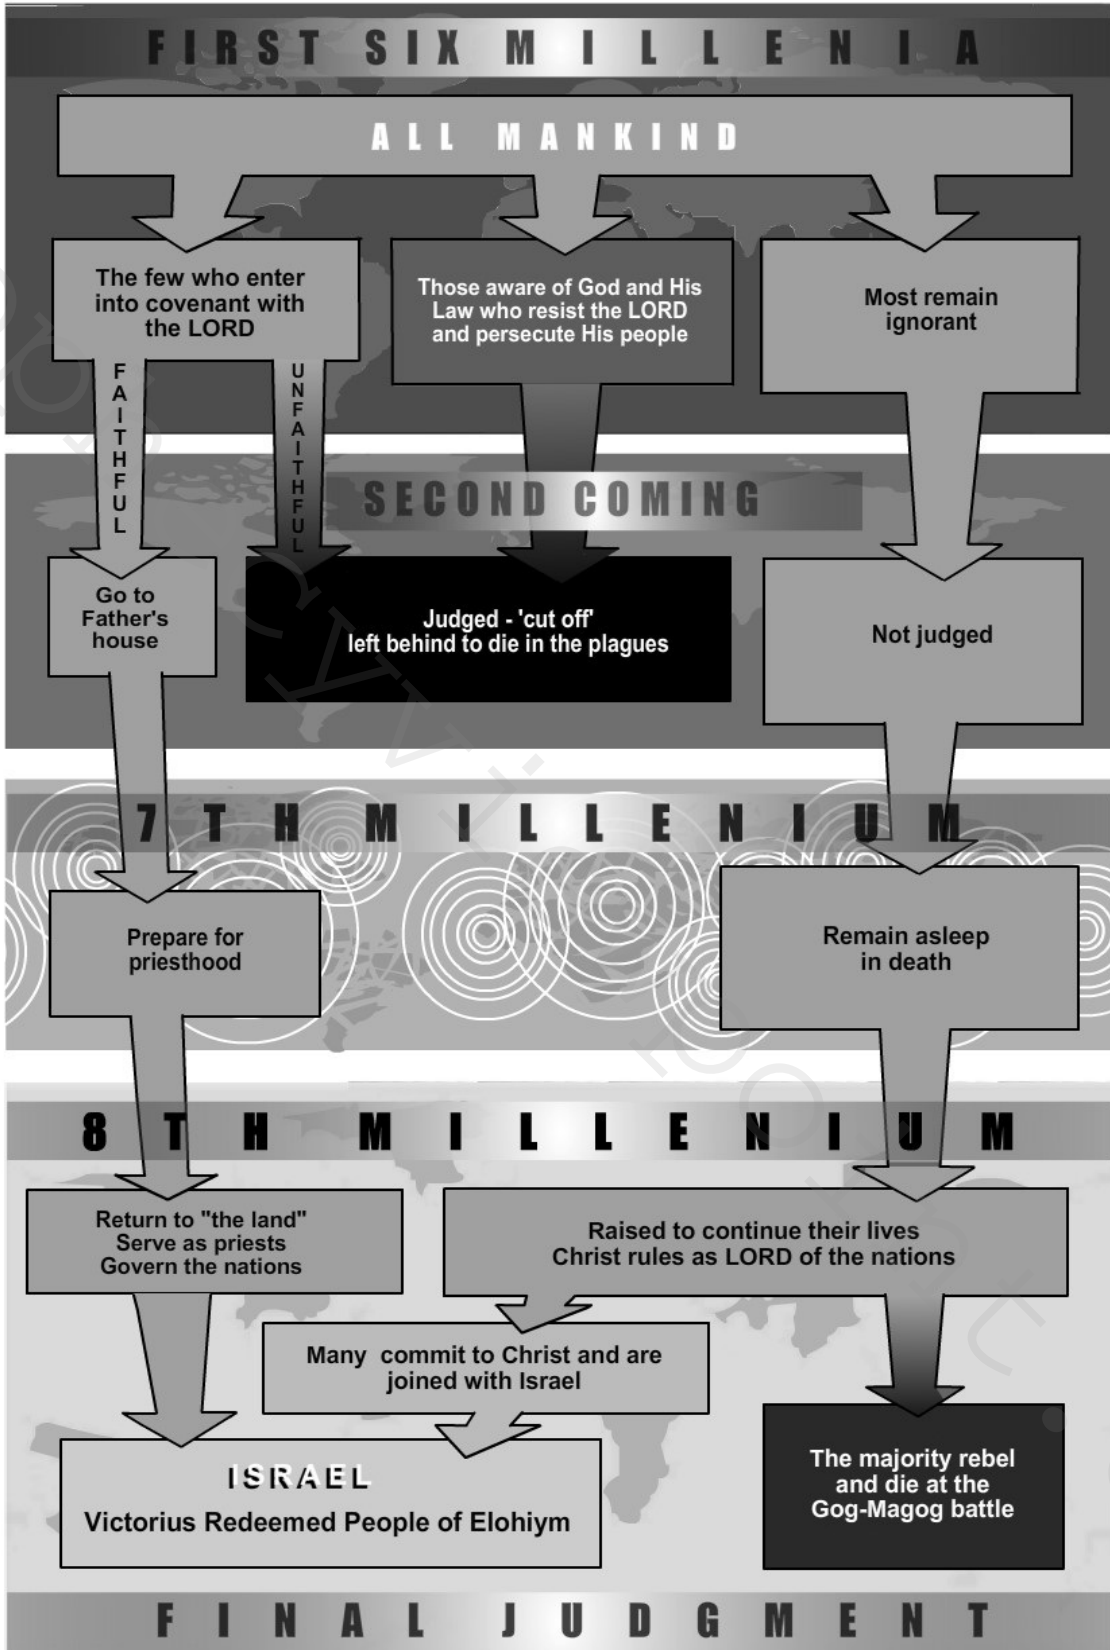 FIRST SIX MILLENIA
ALL MANKIND
The few who enter
into covenant with
the LORD
Those aware of God and His
Law who resist the LORD
and persecute His people
Most remain
ignorant
FAITHFUL
UNFAITHFUL
SECOND COMING
Go to
Father's
house
Judged - 'cut off'
left behind to die in the plagues
Not judged
7TH MILLENIUM
Prepare for
priesthood
Remain asleep
in death
8TH MILLENIUM
Return to "the land"
Serve as priests
Govern the nations
Raised to continue their lives
Christ rules as LORD of the nations
Many commit to Christ and are
joined with Israel
The majority rebel
and die at the
Gog-Magog battle
ISRAEL
Victorius Redeemed People of Elohiym
FINAL JUDGMENT